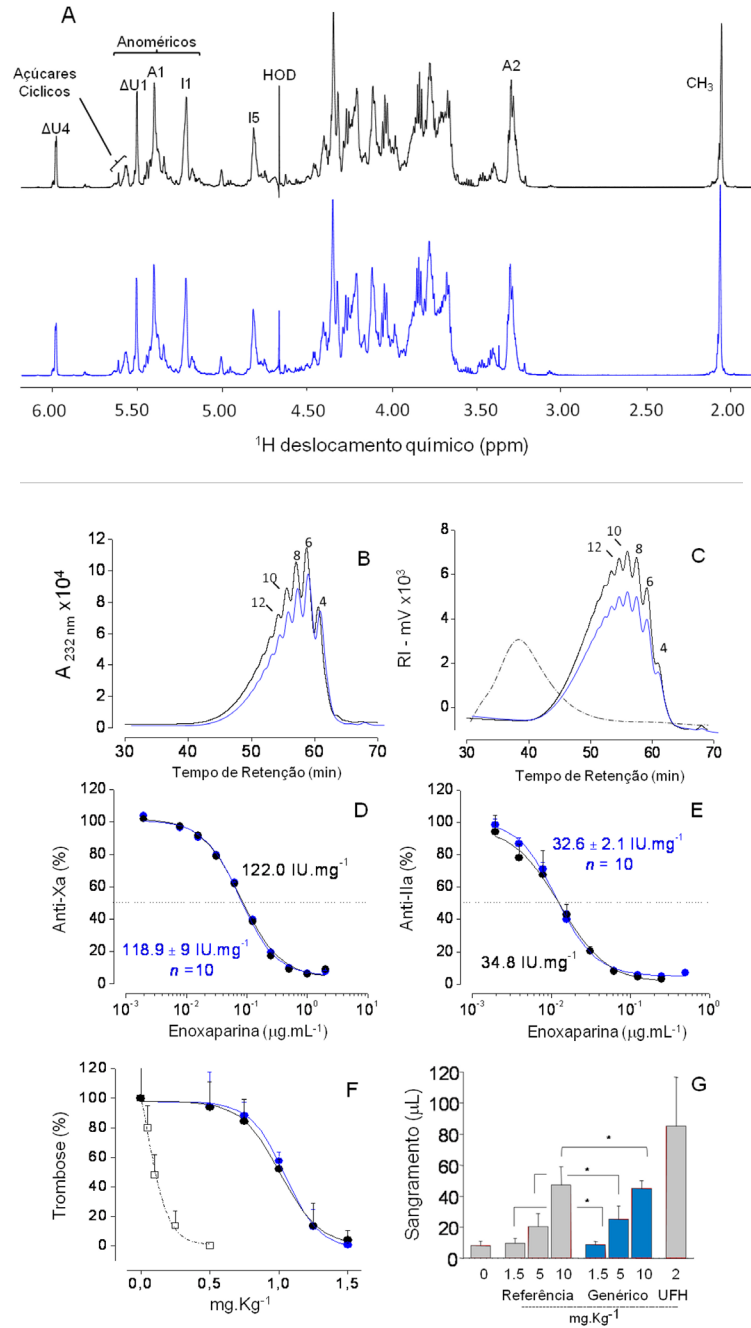 A
Anoméricos
Açúcares
Ciclicos
ΔU4
ΔU1
A1
I1
I5
HOD
A2
CH3
6.00 5.50 5.00 4.50 4.00 3.50 3.00 2.50 2.00
1H deslocamento químico (ppm)
B
A 232 nm x10^4
12
10
8
6
4
2
0
12 10 8 6 4
30 40 50 60 70
Tempo de Retenção (min)
C
RI - mV x10^3
8
6
4
2
0
12 10 8 6 4
30 40 50 60 70
Tempo de Retenção (min)
D
Anti-Xa (%)
120
100
80
60
40
20
0
122.0 IU.mg-1
118.9 ± 9 IU.mg-1
n = 10
10-3 10-2 10-1 100 101
Enoxaparina (µg.mL-1)
E
Anti-IIa (%)
120
100
80
60
40
20
0
32.6 ± 2.1 IU.mg-1
n = 10
34.8 IU.mg-1
10-3 10-2 10-1 100
Enoxaparina (µg.mL-1)
F
Trombose (%)
120
100
80
60
40
20
0
0,0 0,5 1,0 1,5
mg.Kg-1
G
Sangramento (µL)
120
100
80
60
40
20
0
*
*
*
0 1.5 5 10 1.5 5 10 2
Referência Genérico UFH
mg.Kg-1